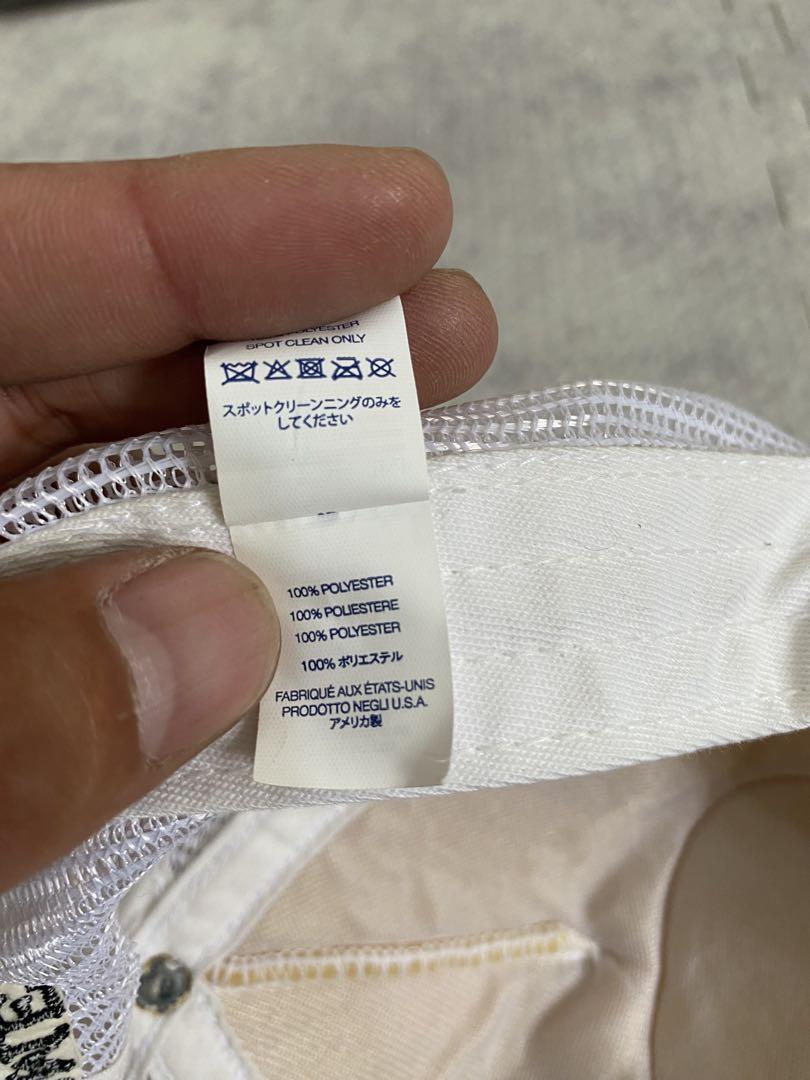 POLYESTER
SPOT CLEAN ONLY
スポットクリーンニングのみを
してください
100% POLYESTER
100% POLIESTERE
100% POLYESTER
100% ポリエステル
FABRIQUÉ AUX ÉTATS-UNIS
PRODOTTO NEGLI U.S.A.
アメリカ製